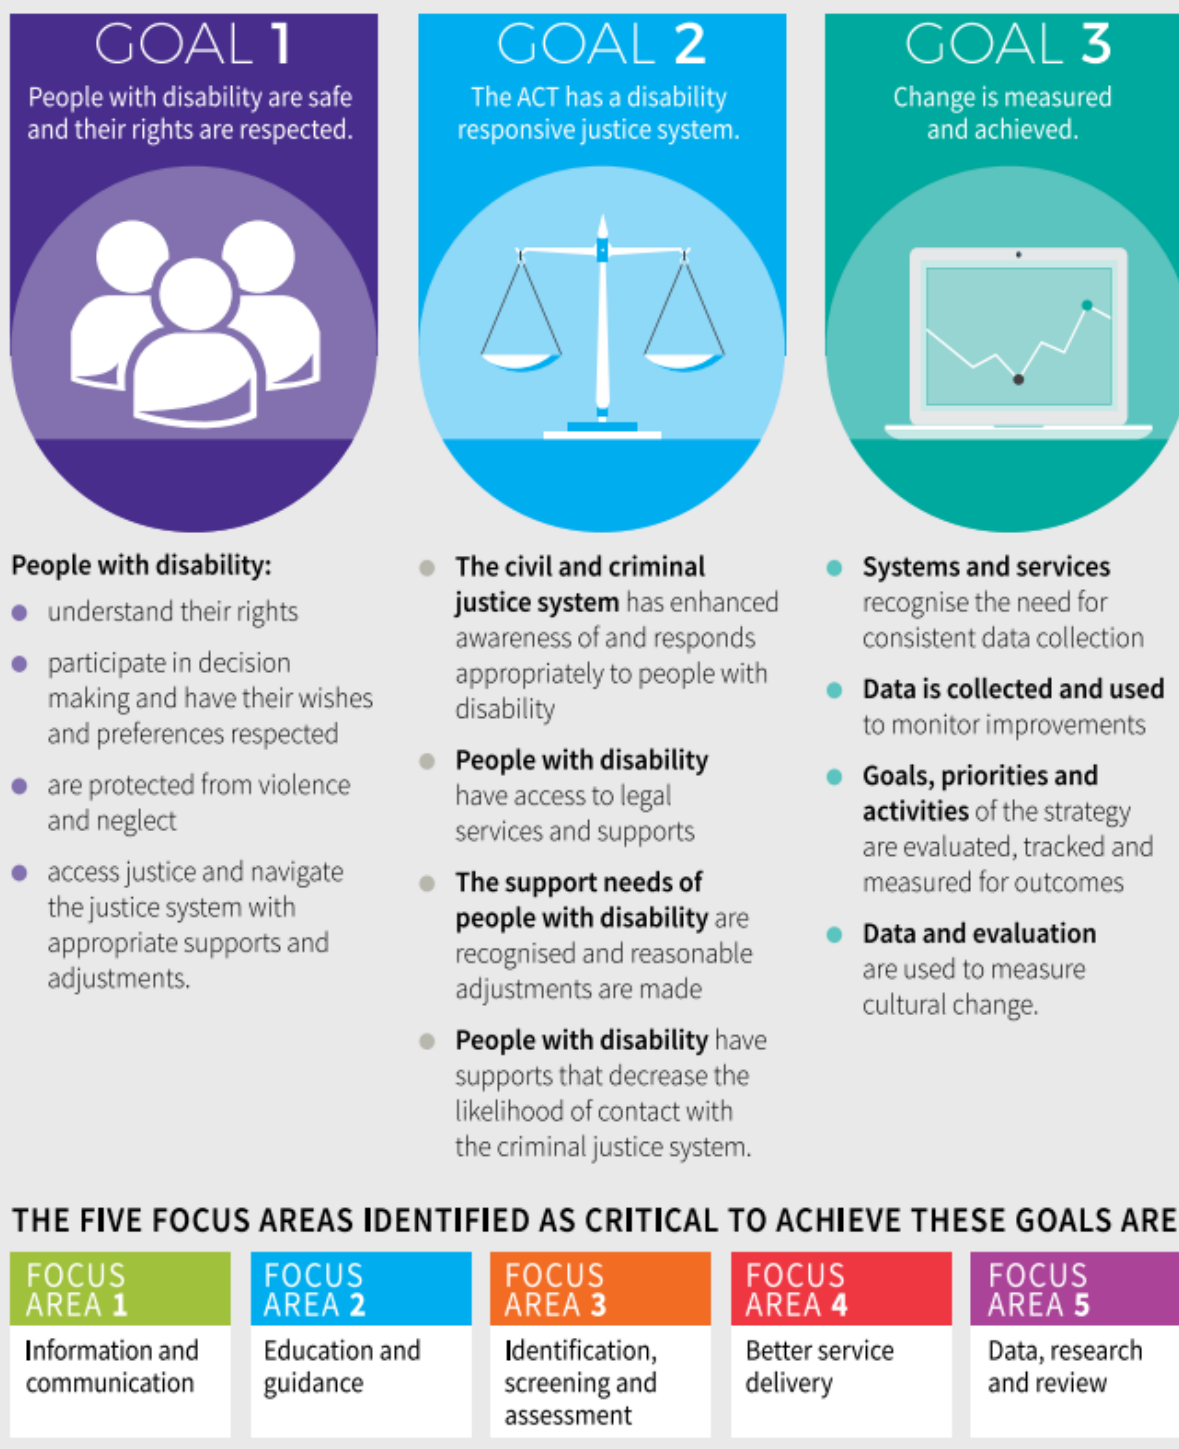 GOAL 1
People with disability are safe
and their rights are respected.
GOAL 2
The ACT has a disability
responsive justice system.
GOAL 3
Change is measured
and achieved.
People with disability:
understand their rights
participate in decision
making and have their wishes
and preferences respected
are protected from violence
and neglect
access justice and navigate
the justice system with
appropriate supports and
adjustments.
The civil and criminal
justice system has enhanced
awareness of and responds
appropriately to people with
disability
People with disability
have access to legal
services and supports
The support needs of
people with disability are
recognised and reasonable
adjustments are made
People with disability have
supports that decrease the
likelihood of contact with
the criminal justice system.
Systems and services
recognise the need for
consistent data collection
Data is collected and used
to monitor improvements
Goals, priorities and
activities of the strategy
are evaluated, tracked and
measured for outcomes
Data and evaluation
are used to measure
cultural change.
THE FIVE FOCUS AREAS IDENTIFIED AS CRITICAL TO ACHIEVE THESE GOALS ARE
FOCUS
AREA 1
Information and
communication
FOCUS
AREA 2
Education and
guidance
FOCUS
AREA 3
Identification,
screening and
assessment
FOCUS
AREA 4
Better service
delivery
FOCUS
AREA 5
Data, research
and review